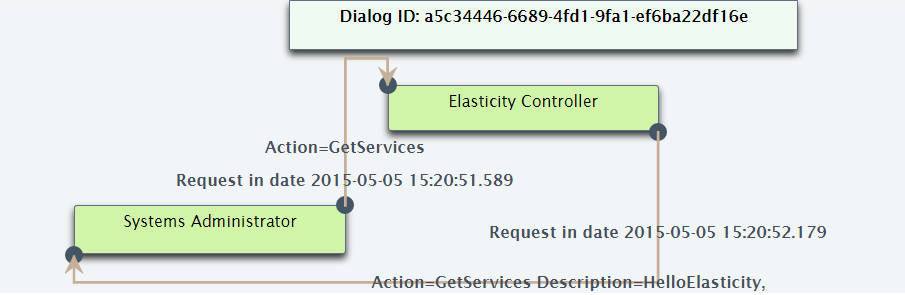 Dialog ID: a5c34446-6689-4fd1-9fa1-ef6ba22df16e
Elasticity Controller
Action=GetServices
Request in date 2015-05-05 15:20:51.589
Systems Administrator
Request in date 2015-05-05 15:20:52.179
Action=GetServices Description=HelloElasticity,